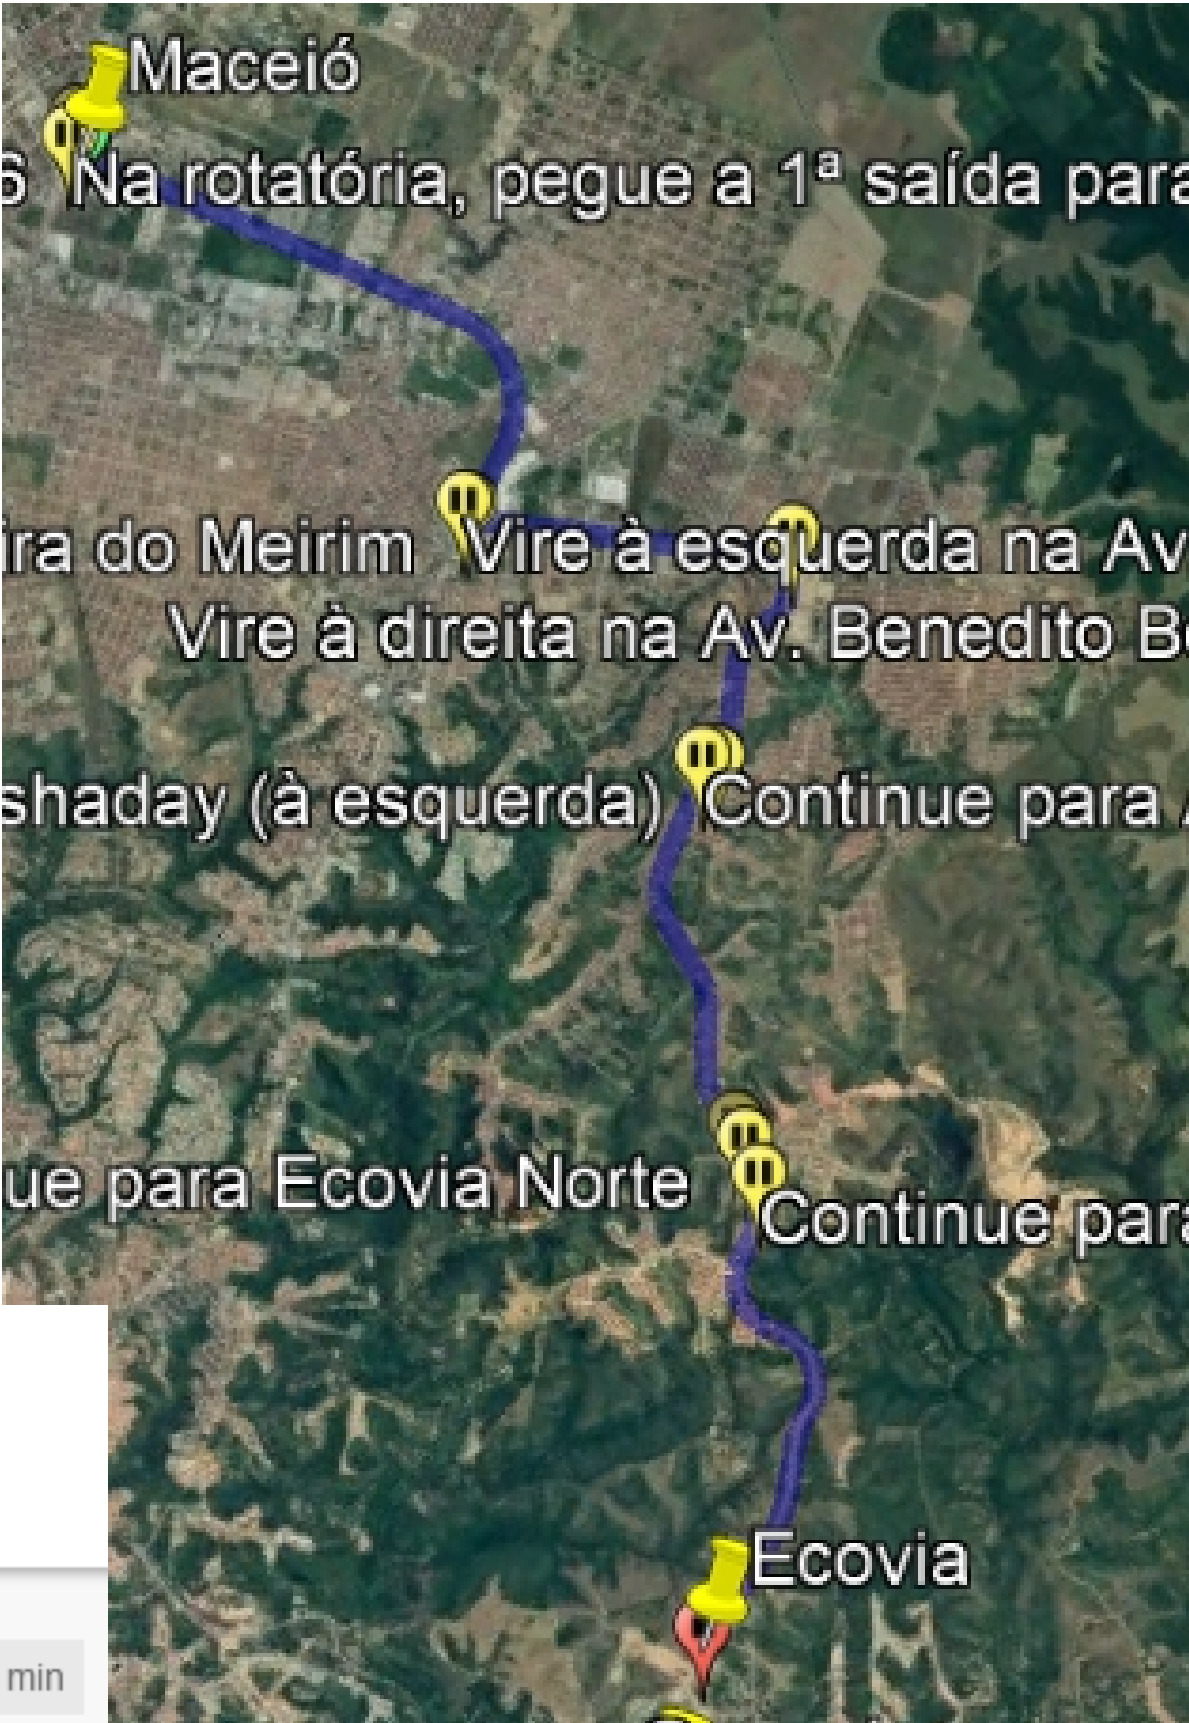 Maceió
6 Na rotatória, pegue a 1ª saída para
ira do Meirim Vire à esquerda na Av
Vire à direita na Av. Benedito Be
shaday (à esquerda) Continue para A
ue para Ecovia Norte
Continue para
Ecovia
min